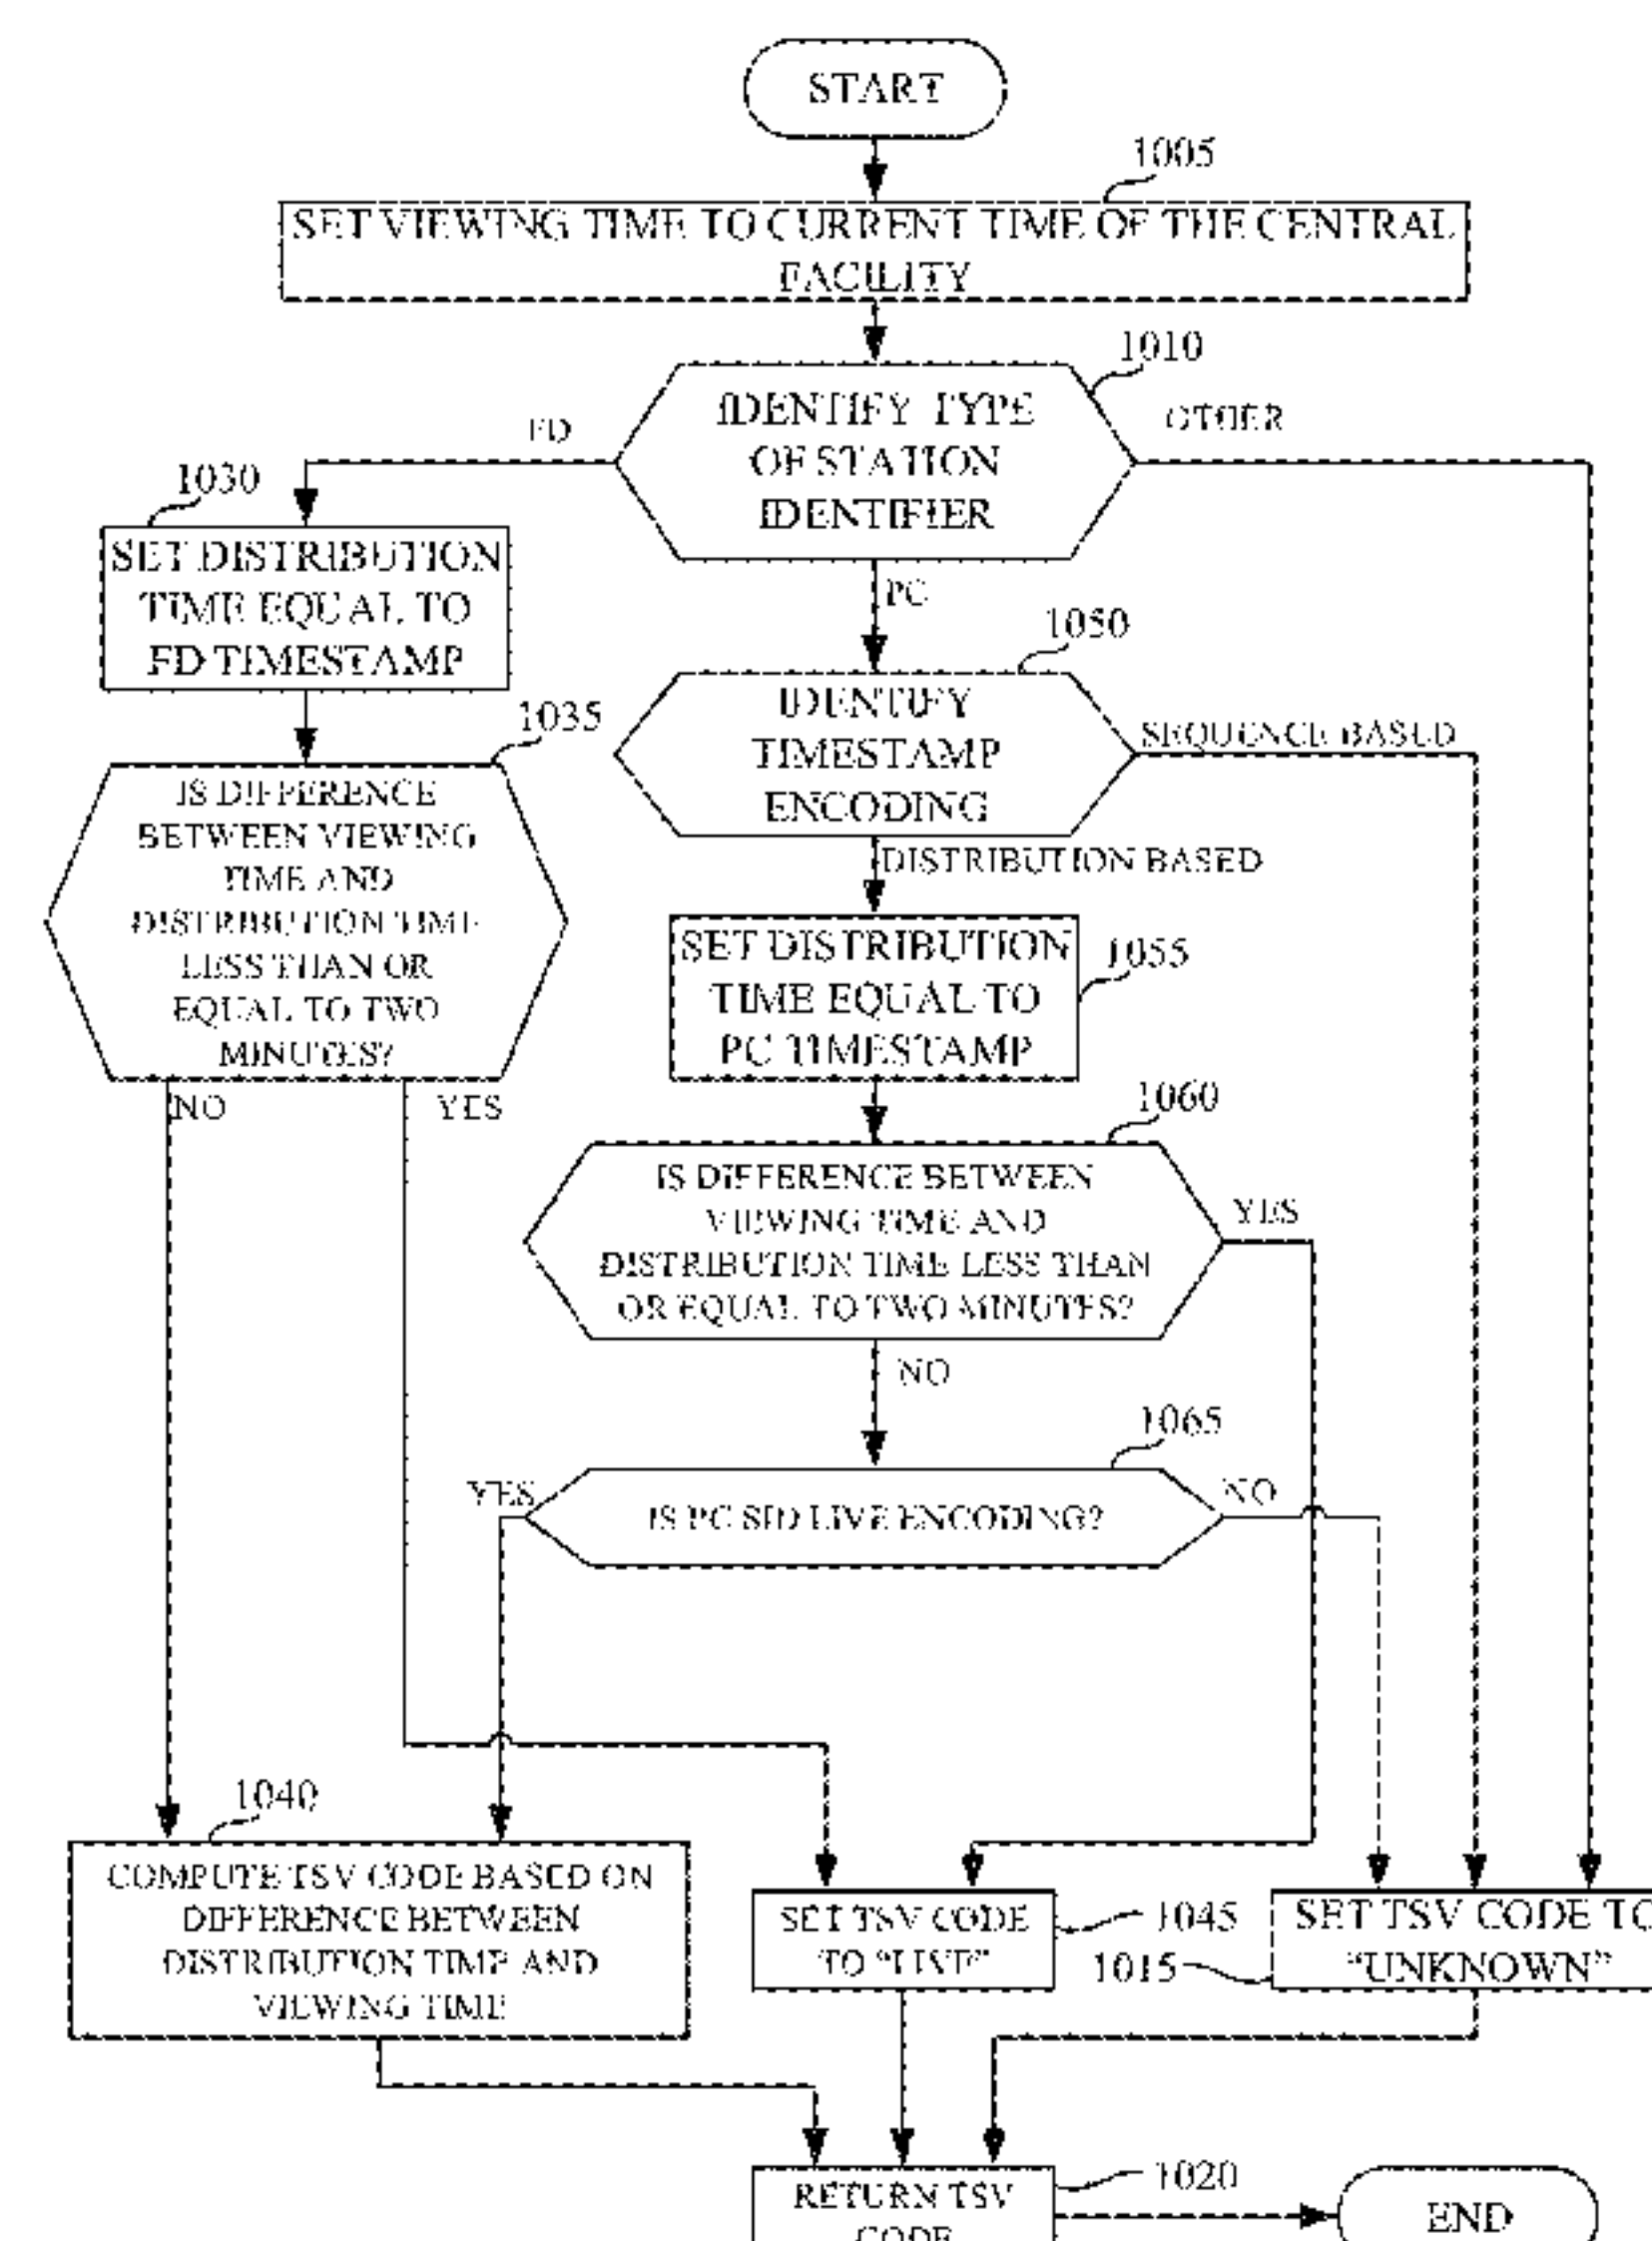 START
1005
SET VIEWING TIME TO CURRENT TIME OF THE CENTRAL
FACILITY
1010
IDENTIFY TYPE
OF STATION
IDENTIFIER
FD
OTHER
1030
SET DISTRIBUTION
TIME EQUAL TO
FD TIMESTAMP
PC
1050
IDENTIFY
TIMESTAMP
ENCODING
SEQUENCE BASED
1035
IS DIFFERENCE
BETWEEN VIEWING
TIME AND
DISTRIBUTION TIME
LESS THAN OR
EQUAL TO TWO
MINUTES?
NO
YES
DISTRIBUTION BASED
SET DISTRIBUTION
TIME EQUAL TO
PC TIMESTAMP
1055
1060
IS DIFFERENCE BETWEEN
VIEWING TIME AND
DISTRIBUTION TIME LESS THAN
OR EQUAL TO TWO MINUTES?
YES
NO
1065
YES
IS PC SID LIVE ENCODING?
NO
1040
COMPUTE TSV CODE BASED ON
DIFFERENCE BETWEEN
DISTRIBUTION TIME AND
VIEWING TIME
SET TSV CODE
TO "LIVE"
1045
1015
SET TSV CODE TO
"UNKNOWN"
RETURN TSV
CODE
1020
END